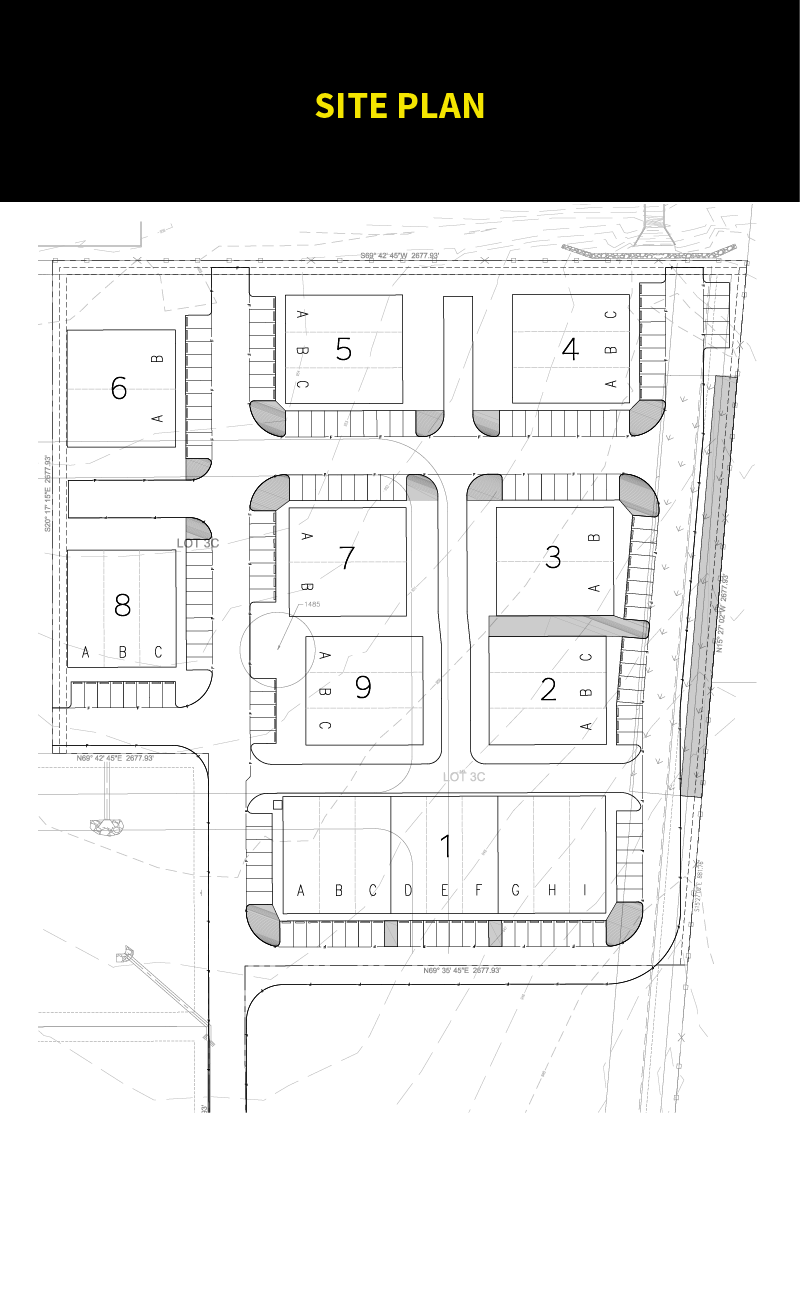 SITE PLAN
S69° 42' 45"W 2677.93'
A
B
C
5
C
B
A
4
B
6
A
S20° 17' 15"E 2677.93'
LOT 3C
A
7
B
B
3
A
8
A B C
1485
N15° 27' 02"W 2677.93'
A
B
C
9
C
B
A
2
N69° 42' 45"E 2677.93'
LOT 3C
1
A B C D E F G H I
N69° 35' 45"E 2677.93'